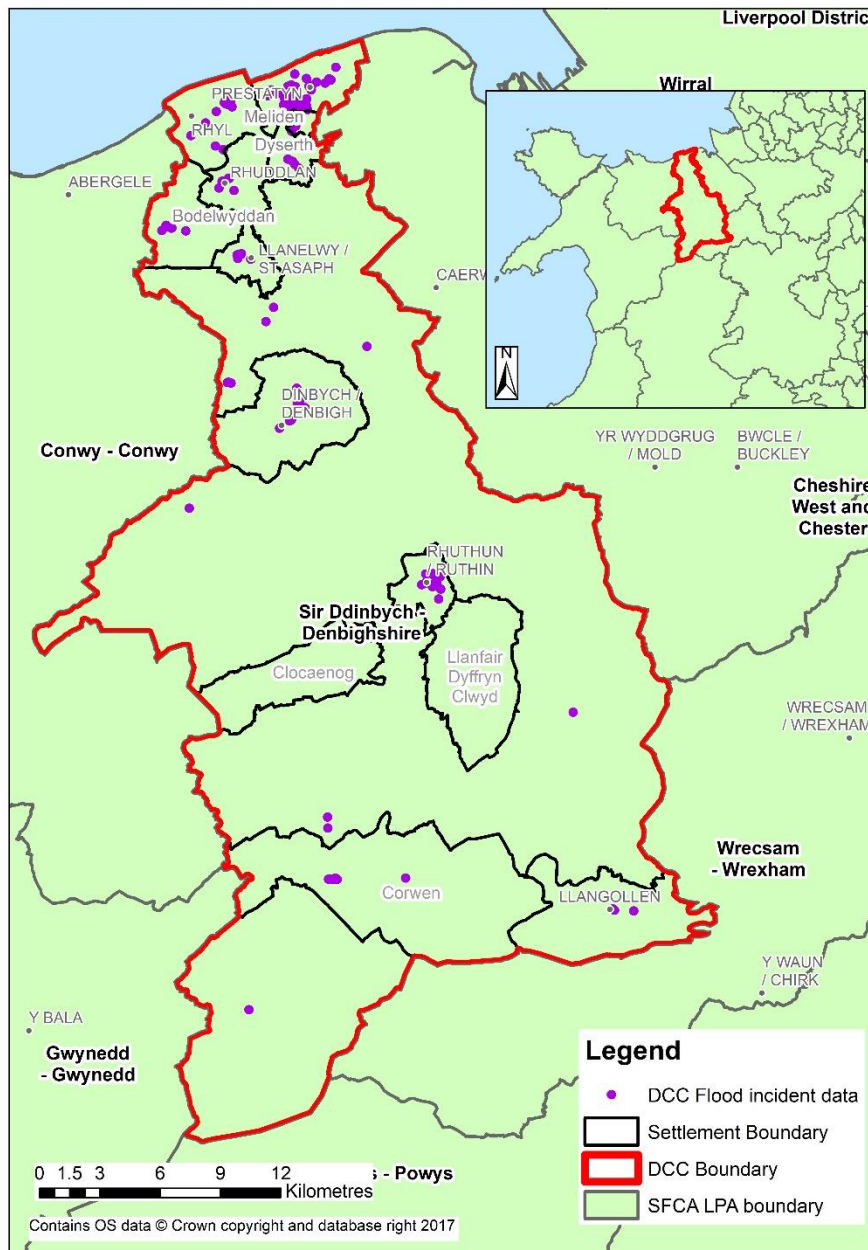 Liverpool District
Wirral
PRESTATYN
Meliden
RHYL
Dyserth
RHUDDLAN
ABERGELE
Bodelwyddan
LLANELWY /
ST ASAPH
CAERW
N
DINBYCH /
DENBIGH
Conwy - Conwy
YR WYDDGRUG
/ MOLD
BWCLE /
BUCKLEY
Cheshire
West and
Chester
RHUTHUN
/ RUTHIN
Sir Ddinbych -
Denbighshire
Clocaenog
Llanfair
Dyffryn
Clwyd
WRECSAM
/ WREXHAM
Wrecsam
- Wrexham
Corwen
LLANGOLLEN
Y WAUN
/ CHIRK
Y BALA
Gwynedd
- Gwynedd
Legend
DCC Flood incident data
Settlement Boundary
DCC Boundary
SFCA LPA boundary
s - Powys
0 1.5 3 6 9 12
Kilometres
Contains OS data © Crown copyright and database right 2017